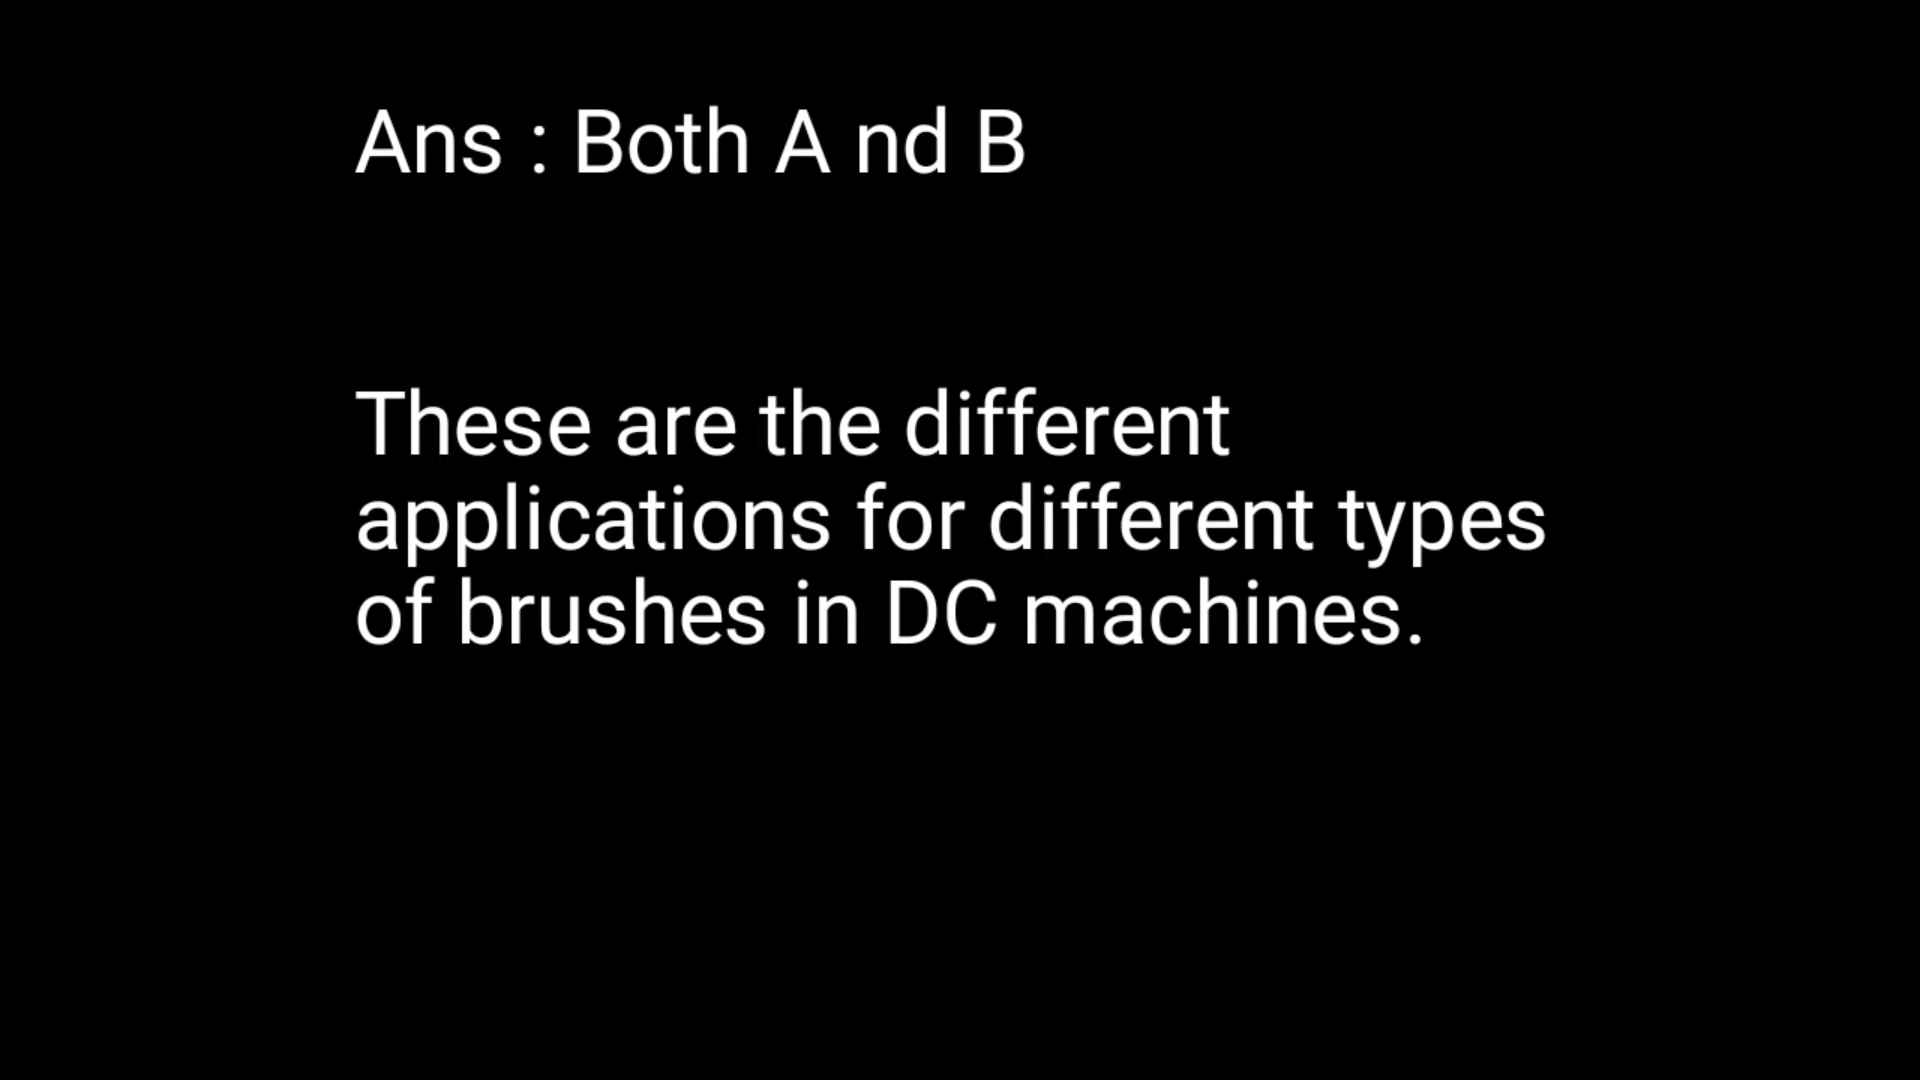 Ans : Both A nd B
These are the different
applications for different types
of brushes in DC machines.